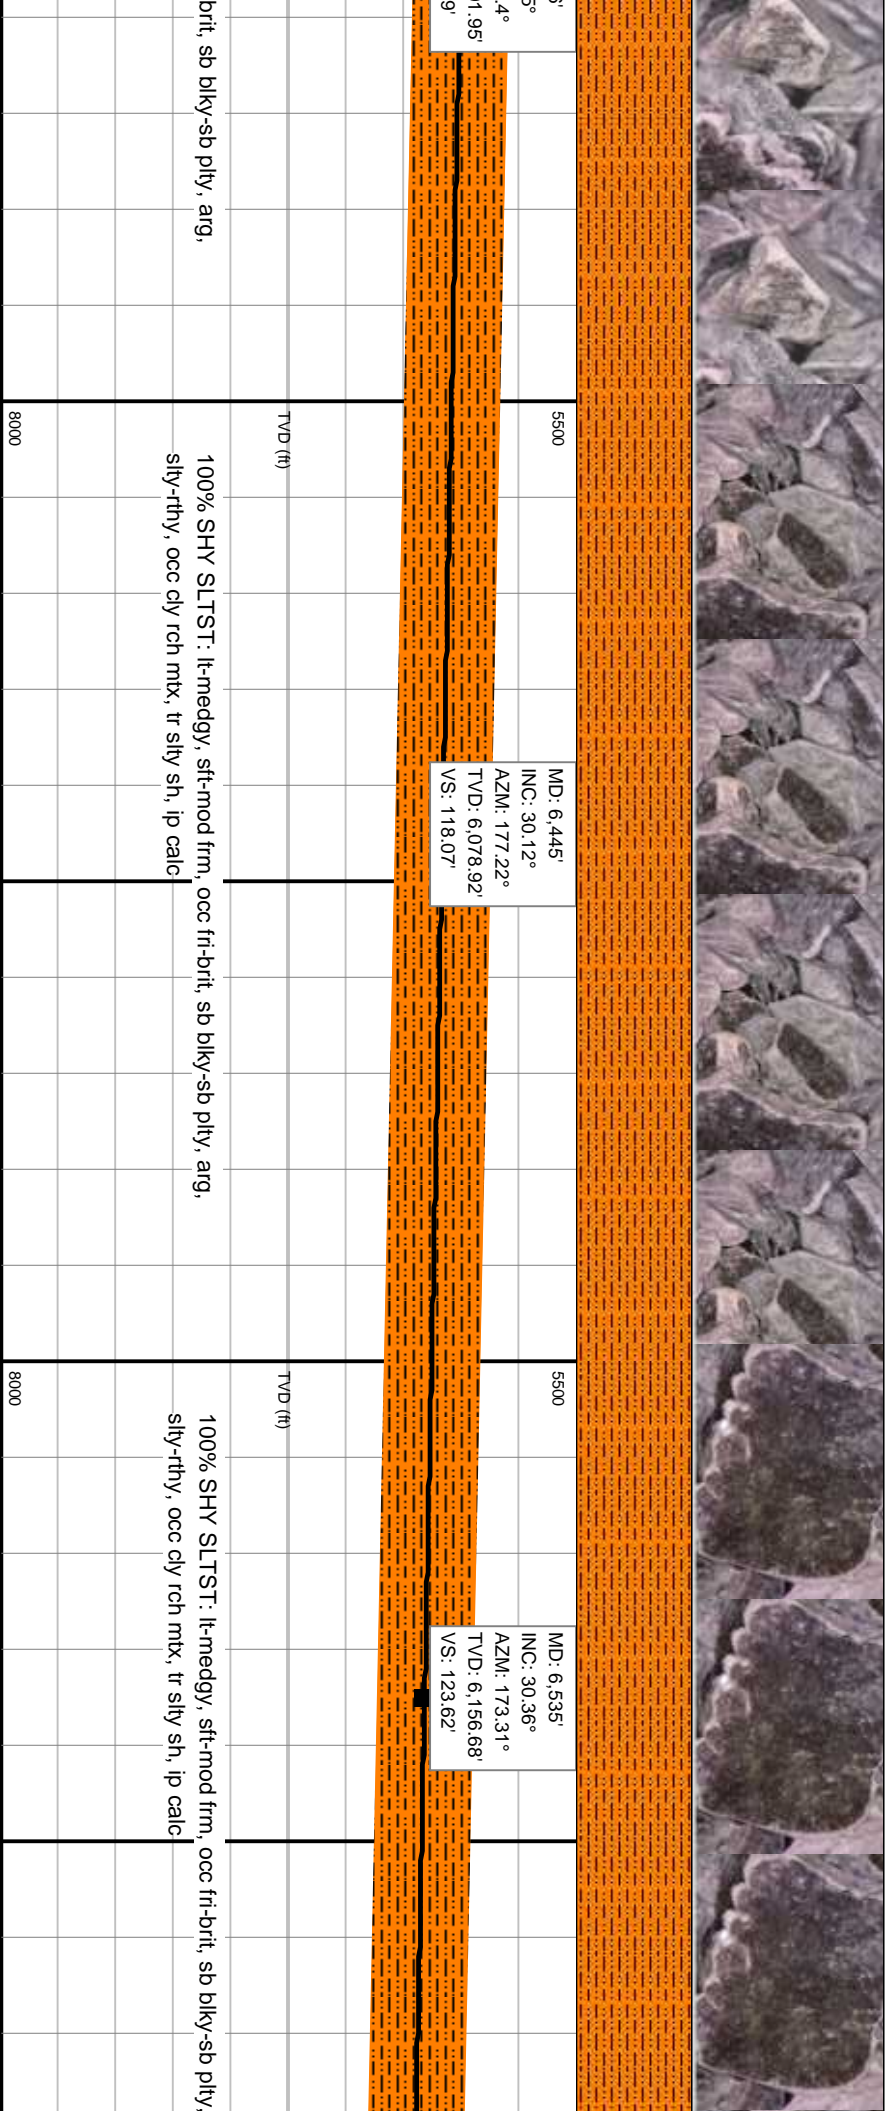 brit, sb blky-sb plty, arg,
5500
TVD (ft)
8000
100% SHY SLTST: lt-medgy, sft-mod frm, occ fri-brit, sb blky-sb plty, arg,
slty-rthy, occ cly rch mtx, tr slty sh, ip calc
MD: 6,445'
INC: 30.12°
AZM: 177.22°
TVD: 6,078.92'
VS: 118.07'
5500
TVD (ft)
8000
100% SHY SLTST: lt-medgy, sft-mod frm, occ fri-brit, sb blky-sb plty,
slty-rthy, occ cly rch mtx, tr slty sh, ip calc
MD: 6,535'
INC: 30.36°
AZM: 173.31°
TVD: 6,156.68'
VS: 123.62'